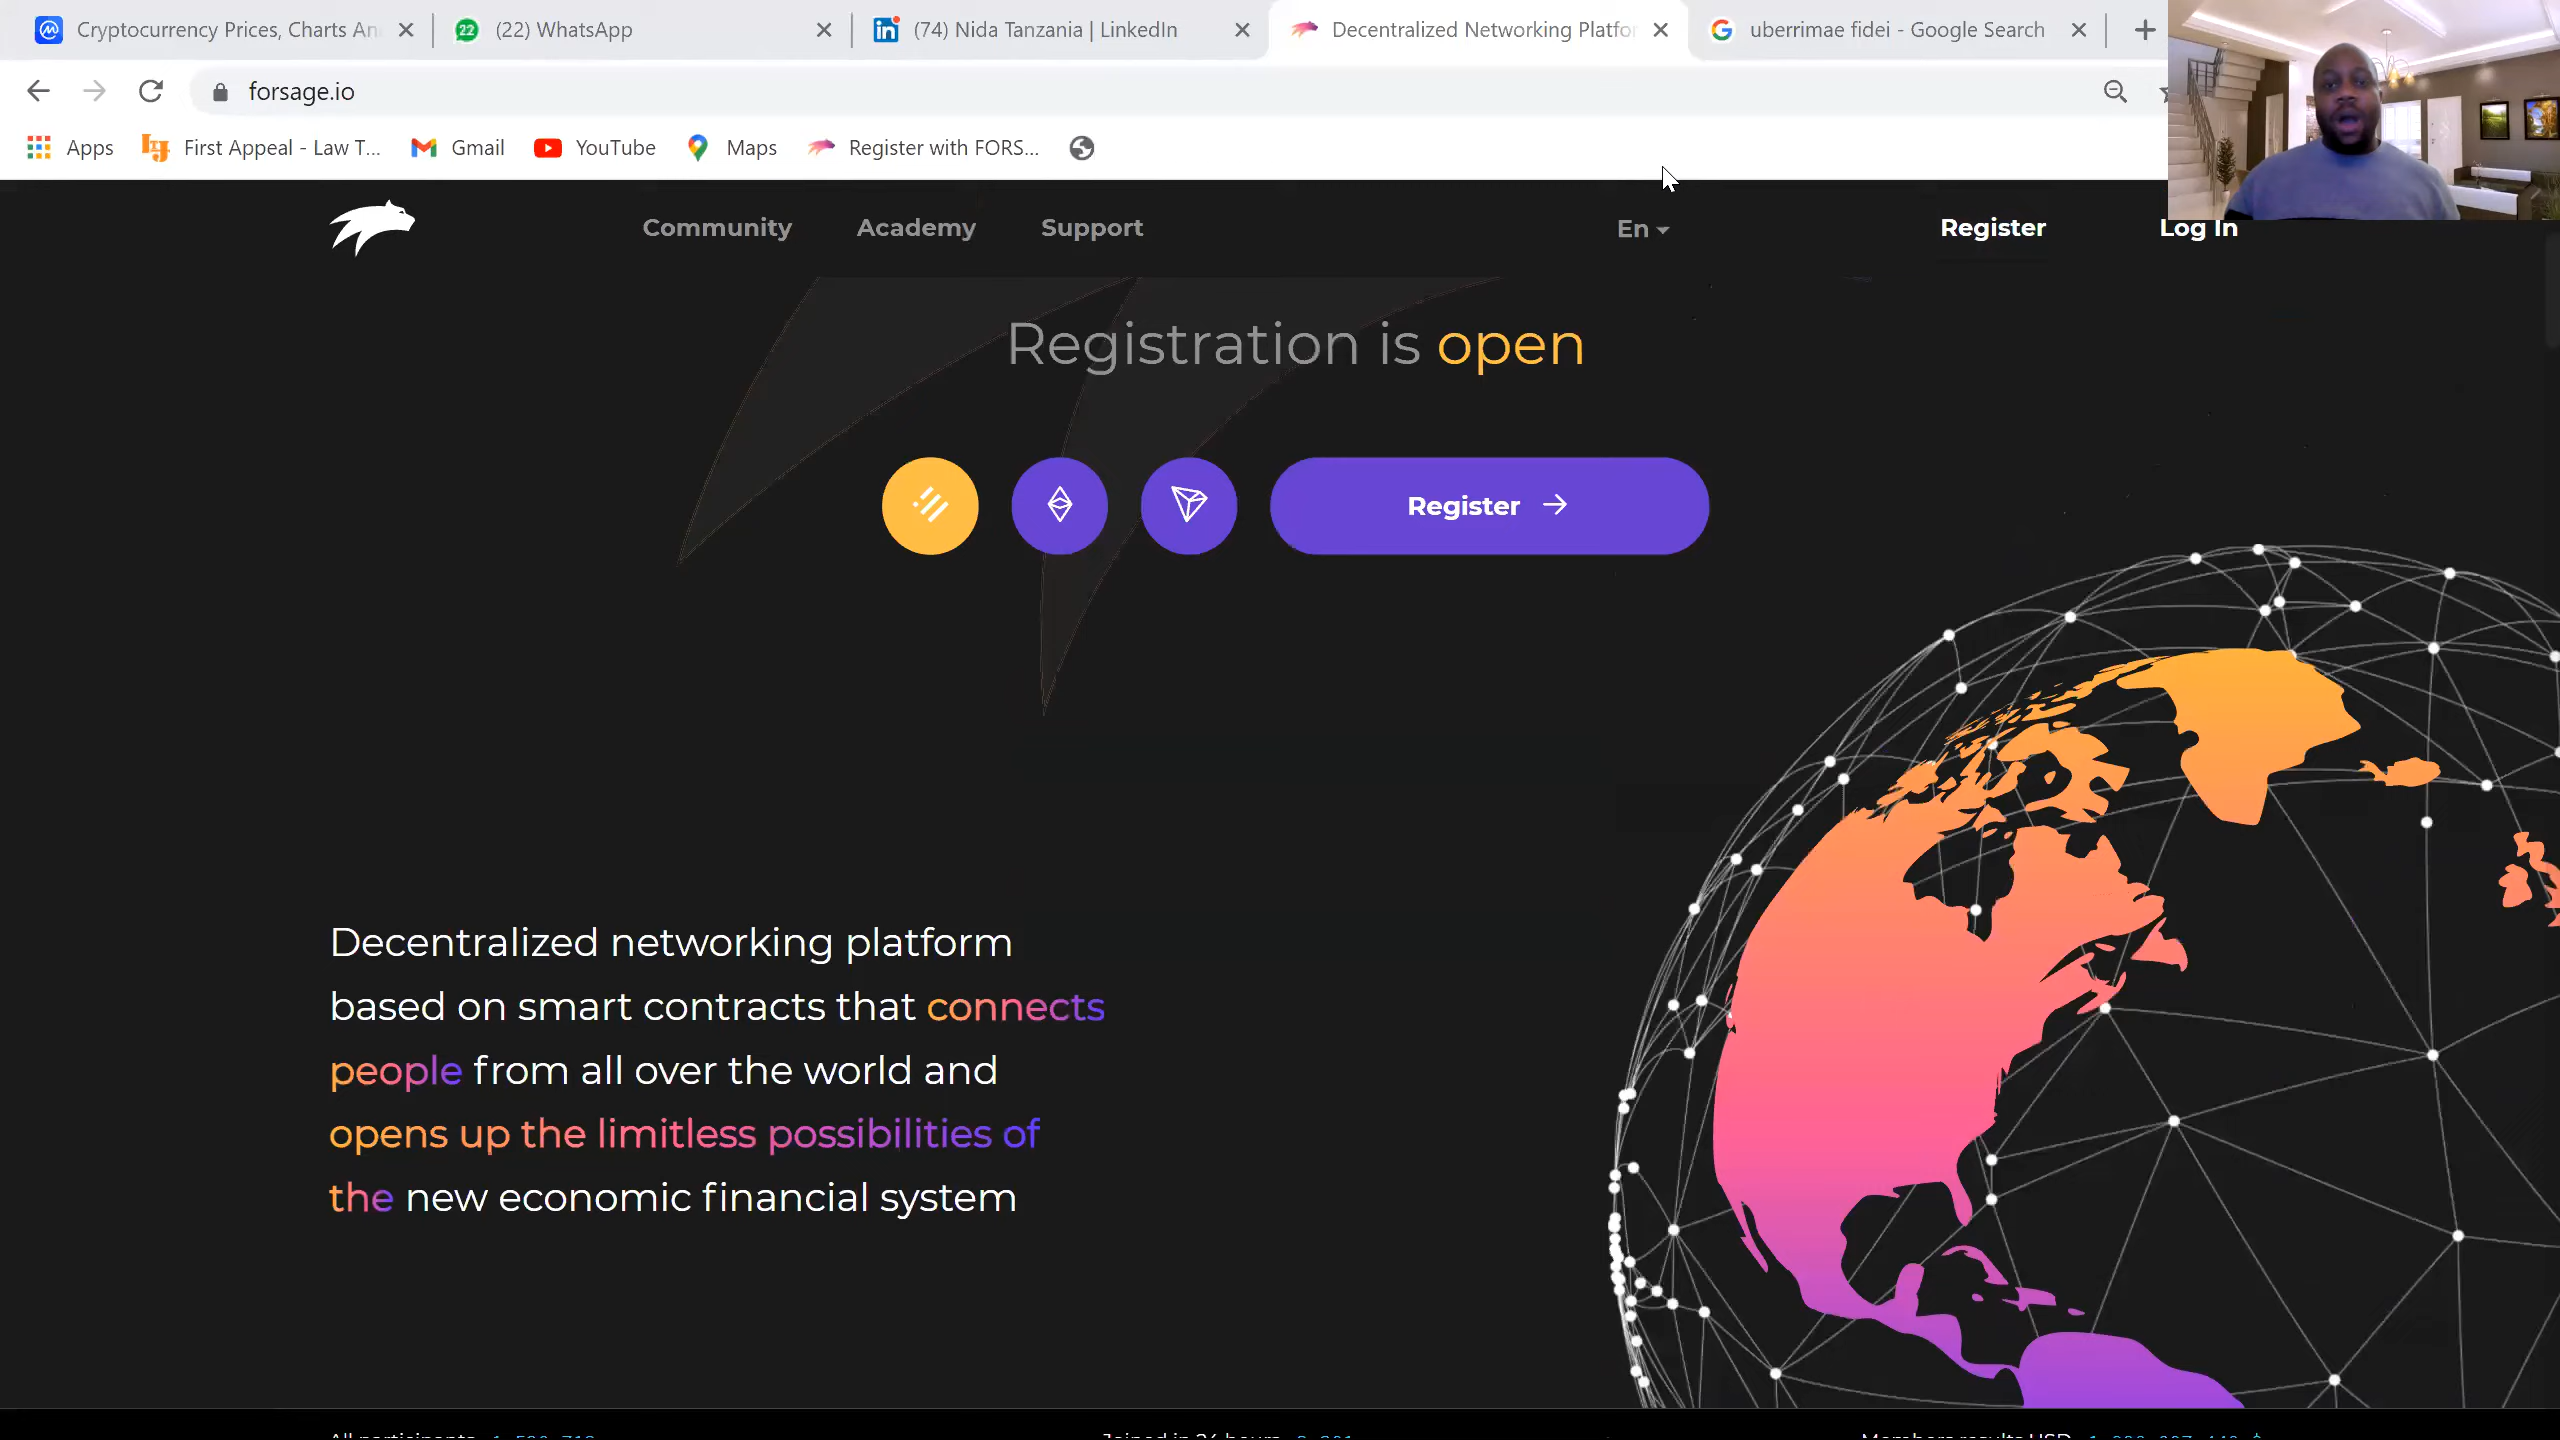 Cryptocurrency Prices, Charts An
(22) WhatsApp
(74) Nida Tanzania | LinkedIn
Decentralized Networking Platfor
uberrimae fidei - Google Search
forsage.io
Apps
First Appeal - Law T...
Gmail
YouTube
Maps
Register with FORS...
Community
Academy
Support
En
Register
Log In
Registration is open
Register
Decentralized networking platform
based on smart contracts that connects
people from all over the world and
opens up the limitless possibilities of
the new economic financial system